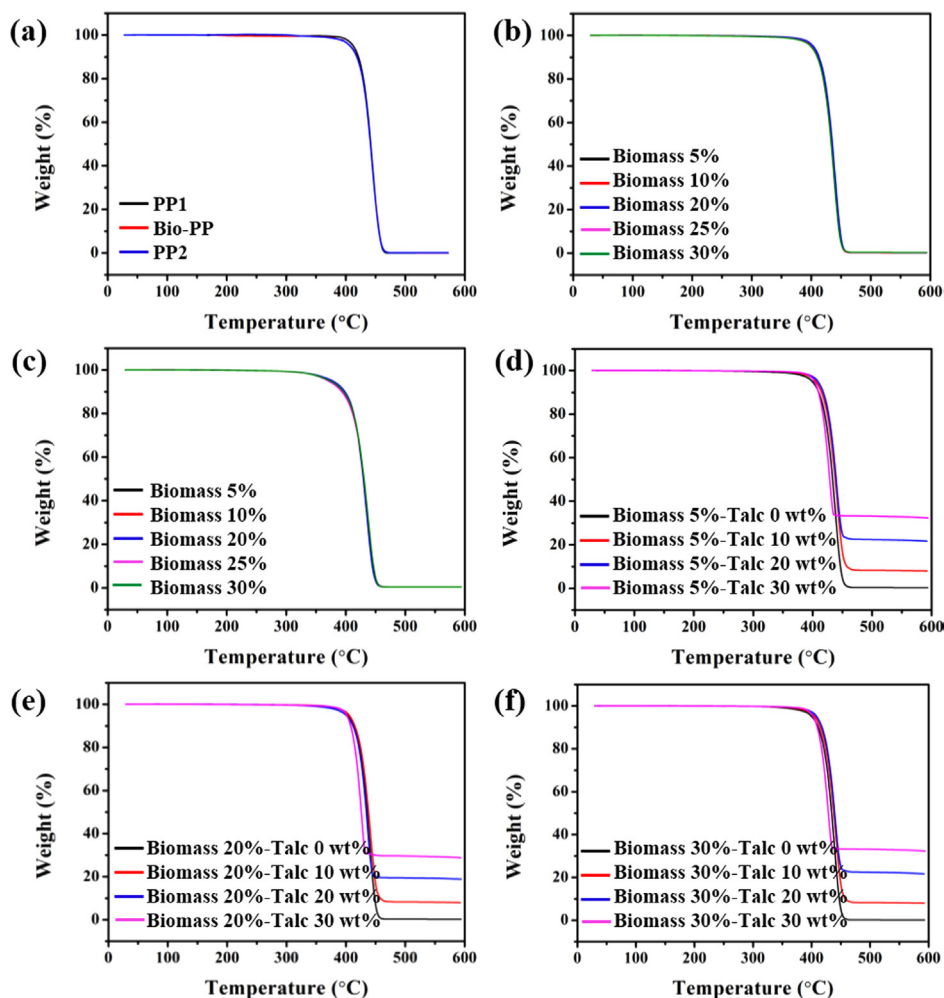 (a)
100
80
60
40
20
0
Weight (%)
PP1
Bio-PP
PP2
0 100 200 300 400 500 600
Temperature (°C)
(b)
100
80
60
40
20
0
Weight (%)
Biomass 5%
Biomass 10%
Biomass 20%
Biomass 25%
Biomass 30%
0 100 200 300 400 500 600
Temperature (°C)
(c)
100
80
60
40
20
0
Weight (%)
Biomass 5%
Biomass 10%
Biomass 20%
Biomass 25%
Biomass 30%
0 100 200 300 400 500 600
Temperature (°C)
(d)
100
80
60
40
20
0
Weight (%)
Biomass 5%-Talc 0 wt%
Biomass 5%-Talc 10 wt%
Biomass 5%-Talc 20 wt%
Biomass 5%-Talc 30 wt%
0 100 200 300 400 500 600
Temperature (°C)
(e)
100
80
60
40
20
0
Weight (%)
Biomass 20%-Talc 0 wt%
Biomass 20%-Talc 10 wt%
Biomass 20%-Talc 20 wt%
Biomass 20%-Talc 30 wt%
0 100 200 300 400 500 600
Temperature (°C)
(f)
100
80
60
40
20
0
Weight (%)
Biomass 30%-Talc 0 wt%
Biomass 30%-Talc 10 wt%
Biomass 30%-Talc 20 wt%
Biomass 30%-Talc 30 wt%
0 100 200 300 400 500 600
Temperature (°C)